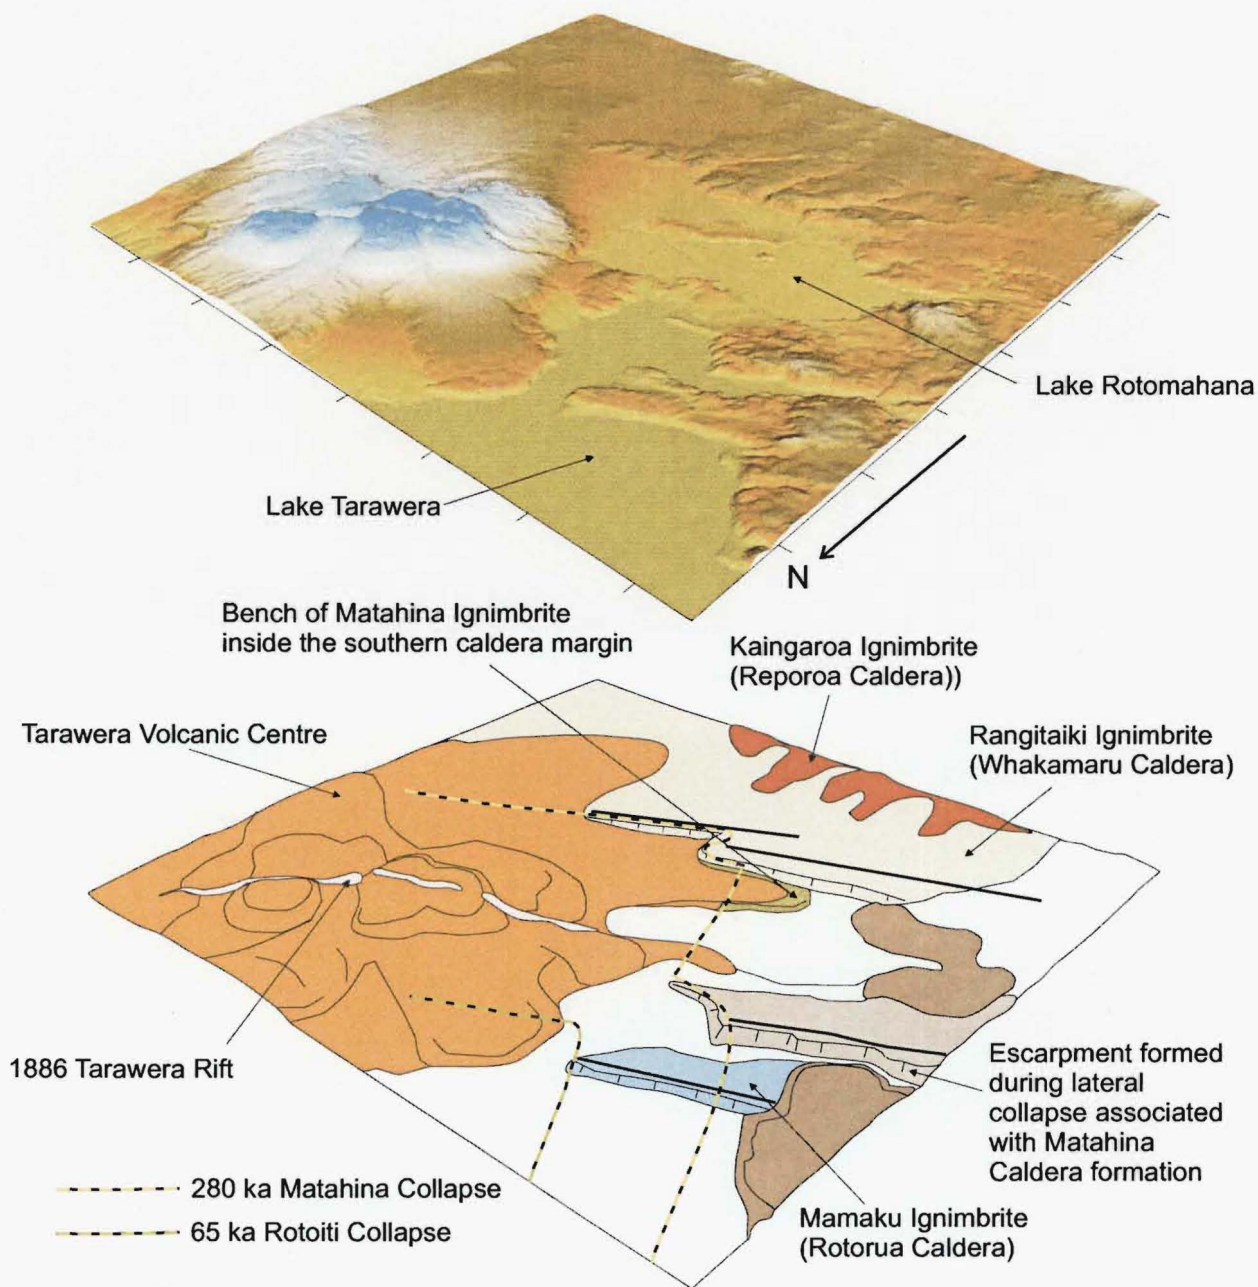 Lake Rotomahana
Lake Tarawera
N
Bench of Matahina Ignimbrite
inside the southern caldera margin
Kaingaroa Ignimbrite
(Reporoa Caldera))
Tarawera Volcanic Centre
Rangitaiki Ignimbrite
(Whakamaru Caldera)
1886 Tarawera Rift
Escarpment formed
during lateral
collapse associated
with Matahina
Caldera formation
280 ka Matahina Collapse
65 ka Rotoiti Collapse
Mamaku Ignimbrite
(Rotorua Caldera)